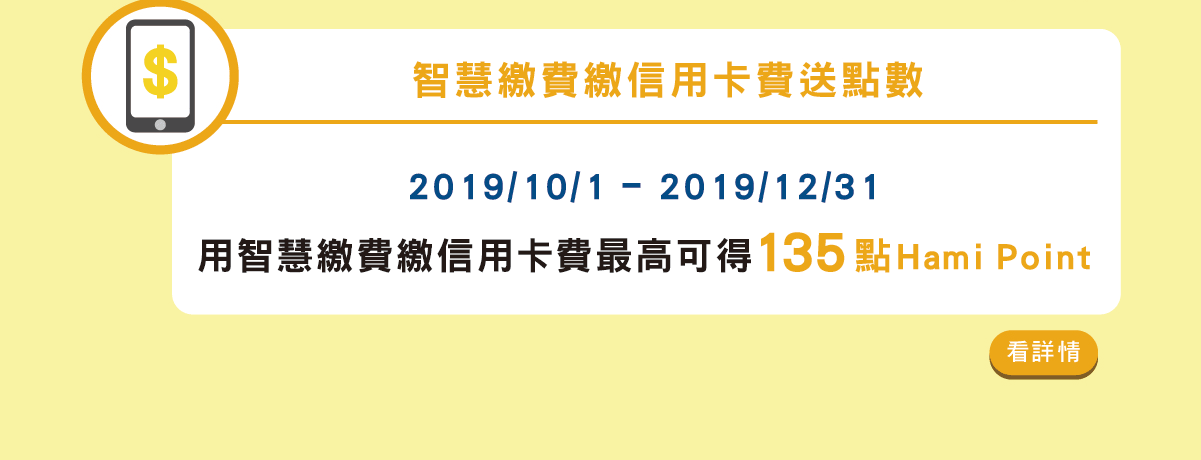 $
智慧繳費繳信用卡費送點數
2019/10/1 - 2019/12/31
用智慧繳費繳信用卡費最高可得135點Hami Point
看詳情